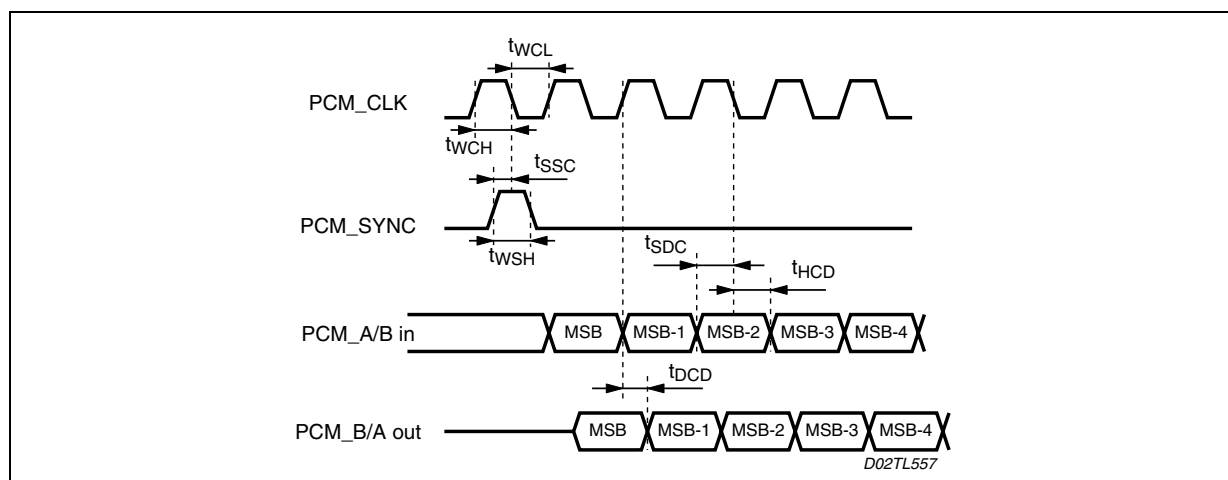 tWCL
PCM_CLK
tWCH
tSSC
PCM_SYNC
tWSH
tSDC
tHCD
PCM_A/B in
MSB MSB-1 MSB-2 MSB-3 MSB-4
tDCD
PCM_B/A out
MSB MSB-1 MSB-2 MSB-3 MSB-4
D02TL557